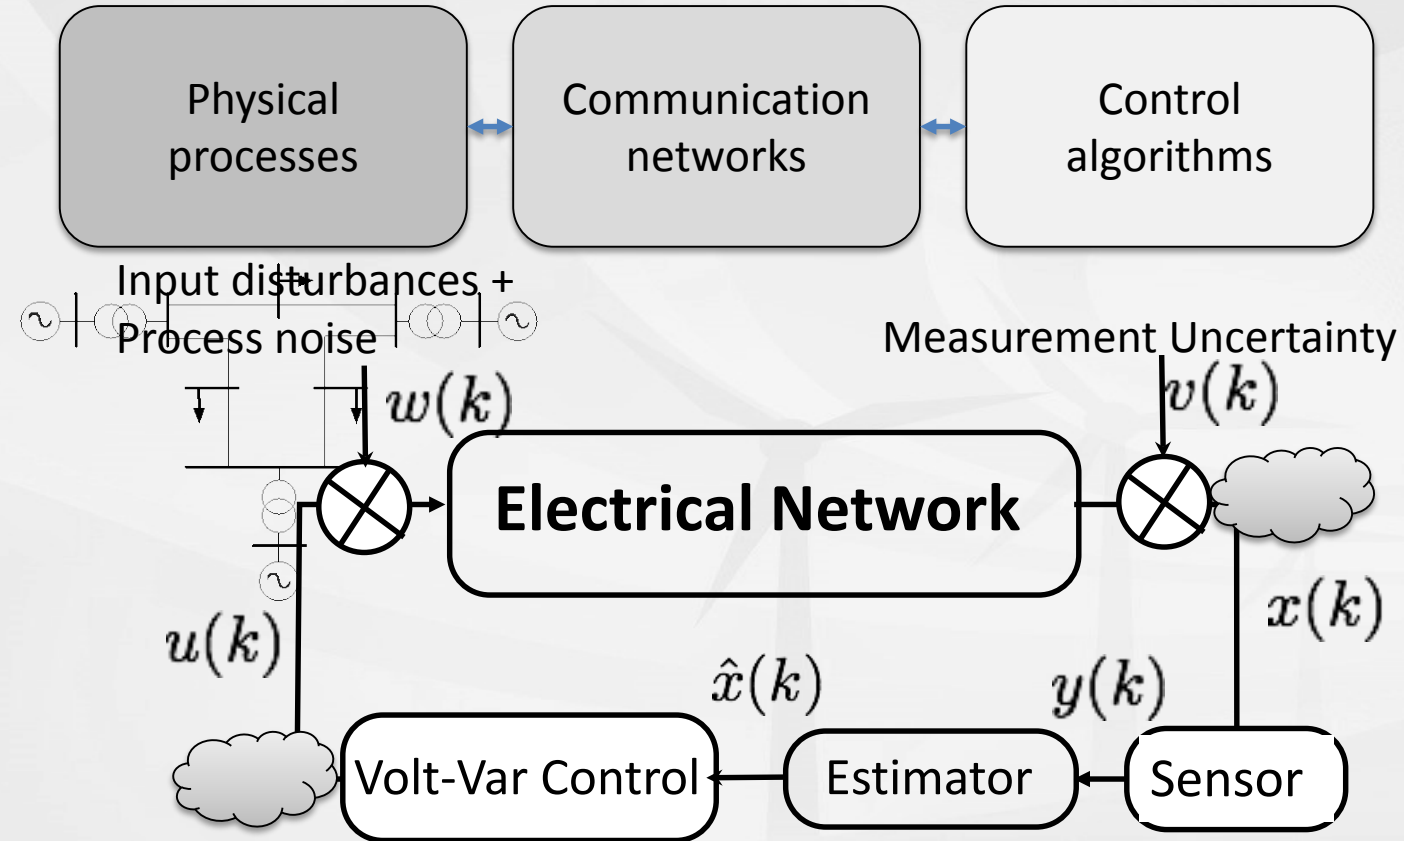 Physical
processes
Communication
networks
Control
algorithms
Input disturbances +
Process noise
Measurement Uncertainty
w(k)
v(k)
Electrical Network
x(k)
u(k)
x̂(k)
y(k)
Volt-Var Control
Estimator
Sensor